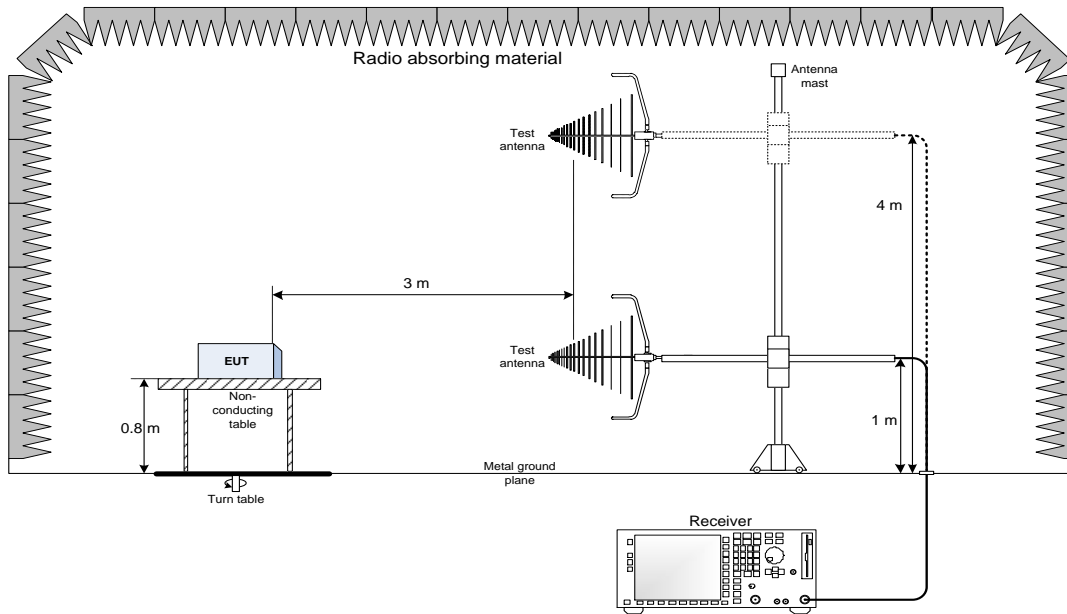 Radio absorbing material
Antenna
mast
Test
antenna
4 m
3 m
EUT
Test
antenna
Non-
conducting
table
0.8 m
1 m
Metal ground
plane
Turn table
Receiver